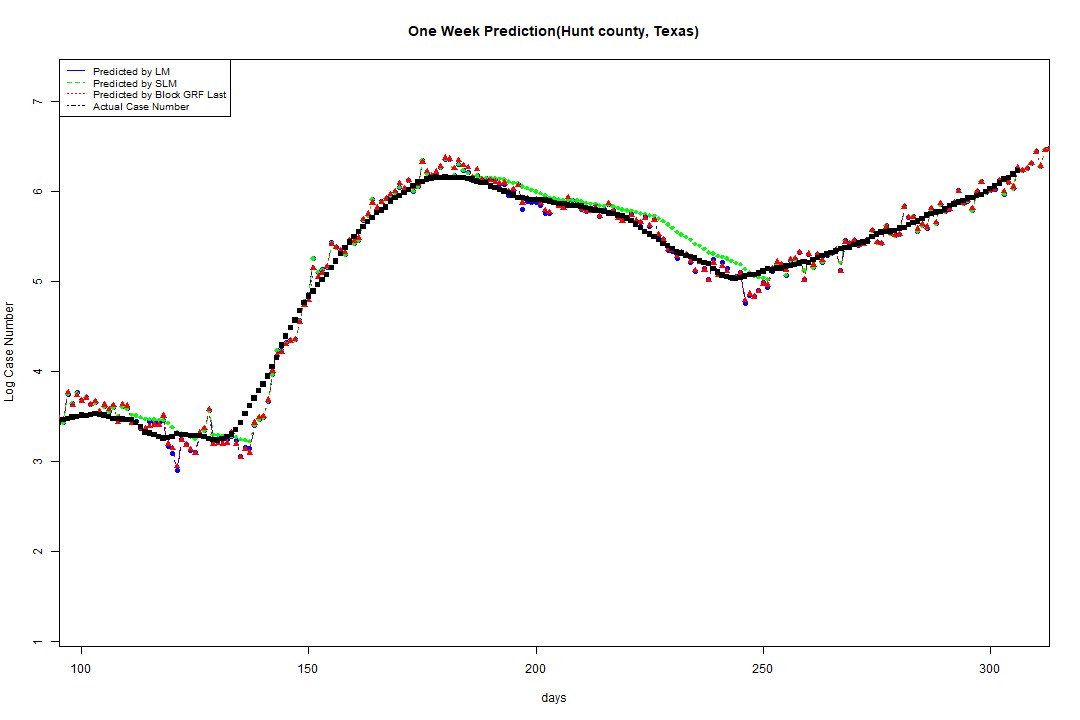 One Week Prediction(Hunt county, Texas)
Predicted by LM
Predicted by SLM
Predicted by Block GRF Last
Actual Case Number
7
6
5
4
3
2
1
Log Case Number
100 150 200 250 300
days